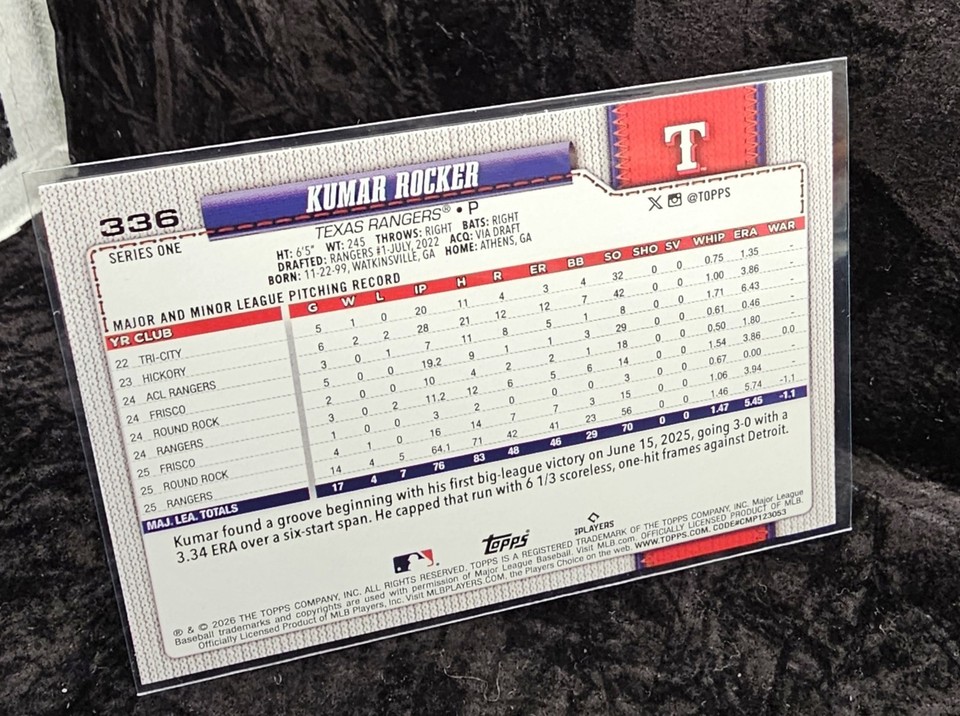 336
KUMAR ROCKER
T
SERIES ONE
TEXAS RANGERS® • P
@TOPPS
HT: 6'5" WT: 245 THROWS: RIGHT BATS: RIGHT
DRAFTED: RANGERS #1-JULY, 2022 ACQ: VIA DRAFT
BORN: 11-22-99, WATKINSVILLE, GA HOME: ATHENS, GA
MAJOR AND MINOR LEAGUE PITCHING RECORD
YR CLUB G W L IP H R ER BB SO SHO SV WHIP ERA WAR
22 TRI-CITY 5 1 0 20 11 4 3 4 32 0 0 0.75 1.35 -
23 HICKORY 6 2 2 28 21 12 12 7 42 0 0 1.00 3.86 -
24 ACL RANGERS 3 0 1 7 11 8 5 1 8 0 0 1.71 6.43 -
24 FRISCO 5 0 0 19.2 9 1 1 3 29 0 0 0.61 0.46 -
24 ROUND ROCK 2 0 0 10 4 2 2 1 18 0 0 0.50 1.80 -
24 RANGERS 3 0 2 11.2 12 6 5 6 14 0 0 1.54 3.86 0.0
25 FRISCO 1 0 0 3 2 0 0 0 3 0 0 0.67 0.00 -
25 ROUND ROCK 4 1 0 16 14 7 7 3 15 0 0 1.06 3.94 -
25 RANGERS 14 4 5 64.1 71 42 41 23 56 0 0 1.46 5.74 -1.1
MAJ. LEA. TOTALS 17 4 7 76 83 48 46 29 70 0 0 1.47 5.45 -1.1
Kumar found a groove beginning with his first big-league victory on June 15, 2025, going 3-0 with a
3.34 ERA over a six-start span. He capped that run with 6 1/3 scoreless, one-hit frames against Detroit.
Topps PLAYERS
® & © 2026 THE TOPPS COMPANY, INC. ALL RIGHTS RESERVED. TOPPS IS A REGISTERED TRADEMARK OF THE TOPPS COMPANY, INC. Major League
Baseball trademarks and copyrights are used with permission of Major League Baseball. Visit MLB.com. OFFICIALLY LICENSED PRODUCT OF MLB
Officially Licensed Product of MLB Players, Inc. Visit MLBPLAYERS.COM, the Players Choice on the web. WWW.TOPPS.COM. CODE#CMP123053